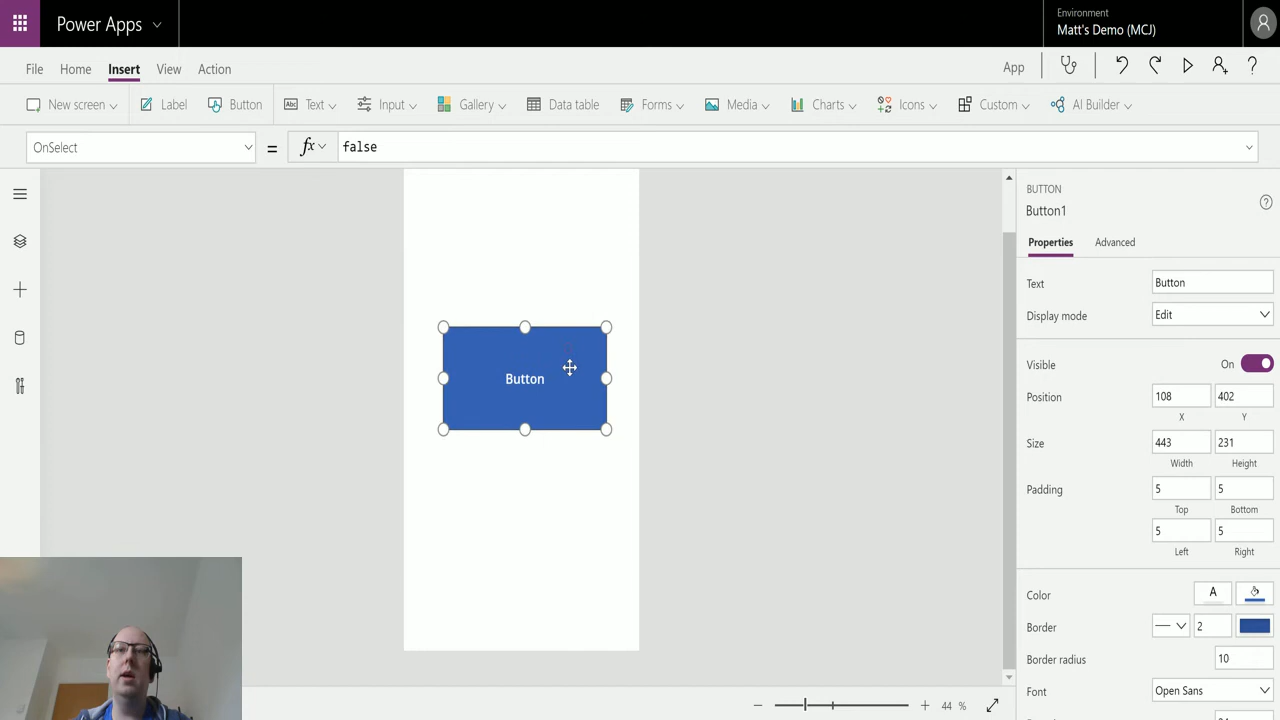 Power Apps
Environment
Matt's Demo (MCJ)
File Home Insert View Action App
New screen Label Button Text Input Gallery Data table Forms Media Charts Icons Custom AI Builder
OnSelect = fx false
BUTTON
Button1
Properties Advanced
Text Button
Display mode Edit
Visible On
Position 108 402
X Y
Size 443 231
Width Height
Padding 5 5
Top Bottom
5 5
Left Right
Color A
Border 2
Border radius 10
Font Open Sans
Button
44 %